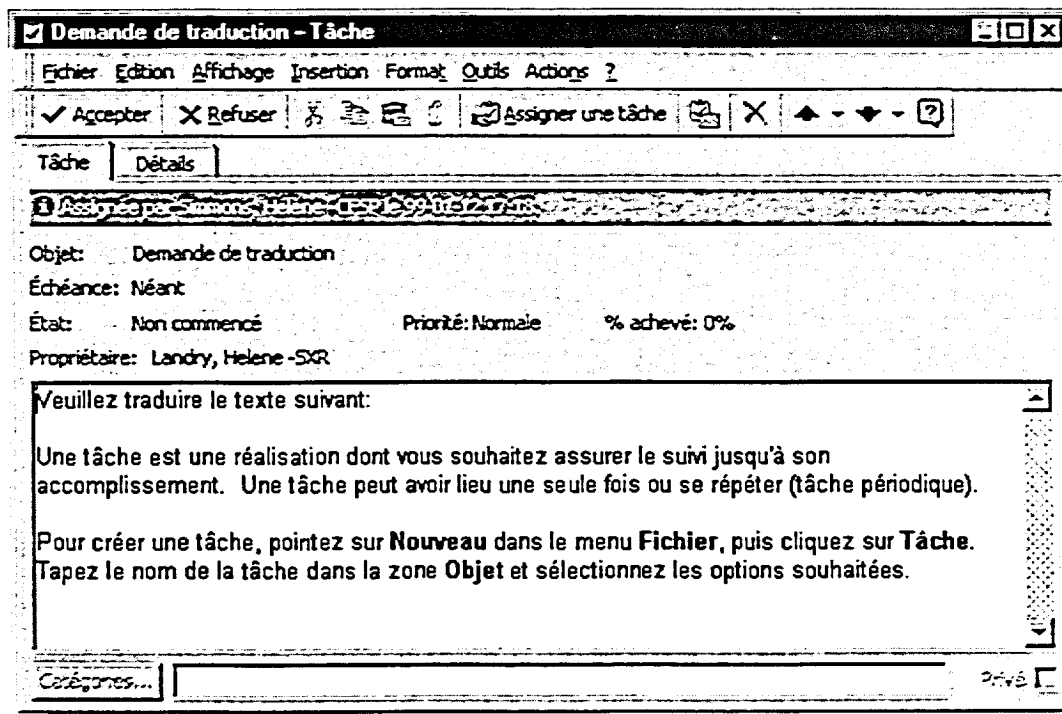 Demande de traduction – Tâche
Fichier Edition Affichage Insertion Format Outils Actions ?
Accepter Refuser Assigner une tâche
Tâche Détails
Assignée par Simmons, Helene
Objet: Demande de traduction
Échéance: Néant
État: Non commencé Priorité: Normale % achevé: 0%
Propriétaire: Landry, Helene -SXR
Veuillez traduire le texte suivant:
Une tâche est une réalisation dont vous souhaitez assurer le suivi jusqu'à son
accomplissement. Une tâche peut avoir lieu une seule fois ou se répéter (tâche périodique).
Pour créer une tâche, pointez sur Nouveau dans le menu Fichier, puis cliquez sur Tâche.
Tapez le nom de la tâche dans la zone Objet et sélectionnez les options souhaitées.
Catégories... Privé